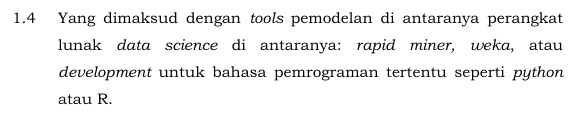 1.4 Yang dimaksud dengan tools pemodelan di antaranya perangkat
lunak data science di antaranya: rapid miner, weka, atau
development untuk bahasa pemrograman tertentu seperti python
atau R.